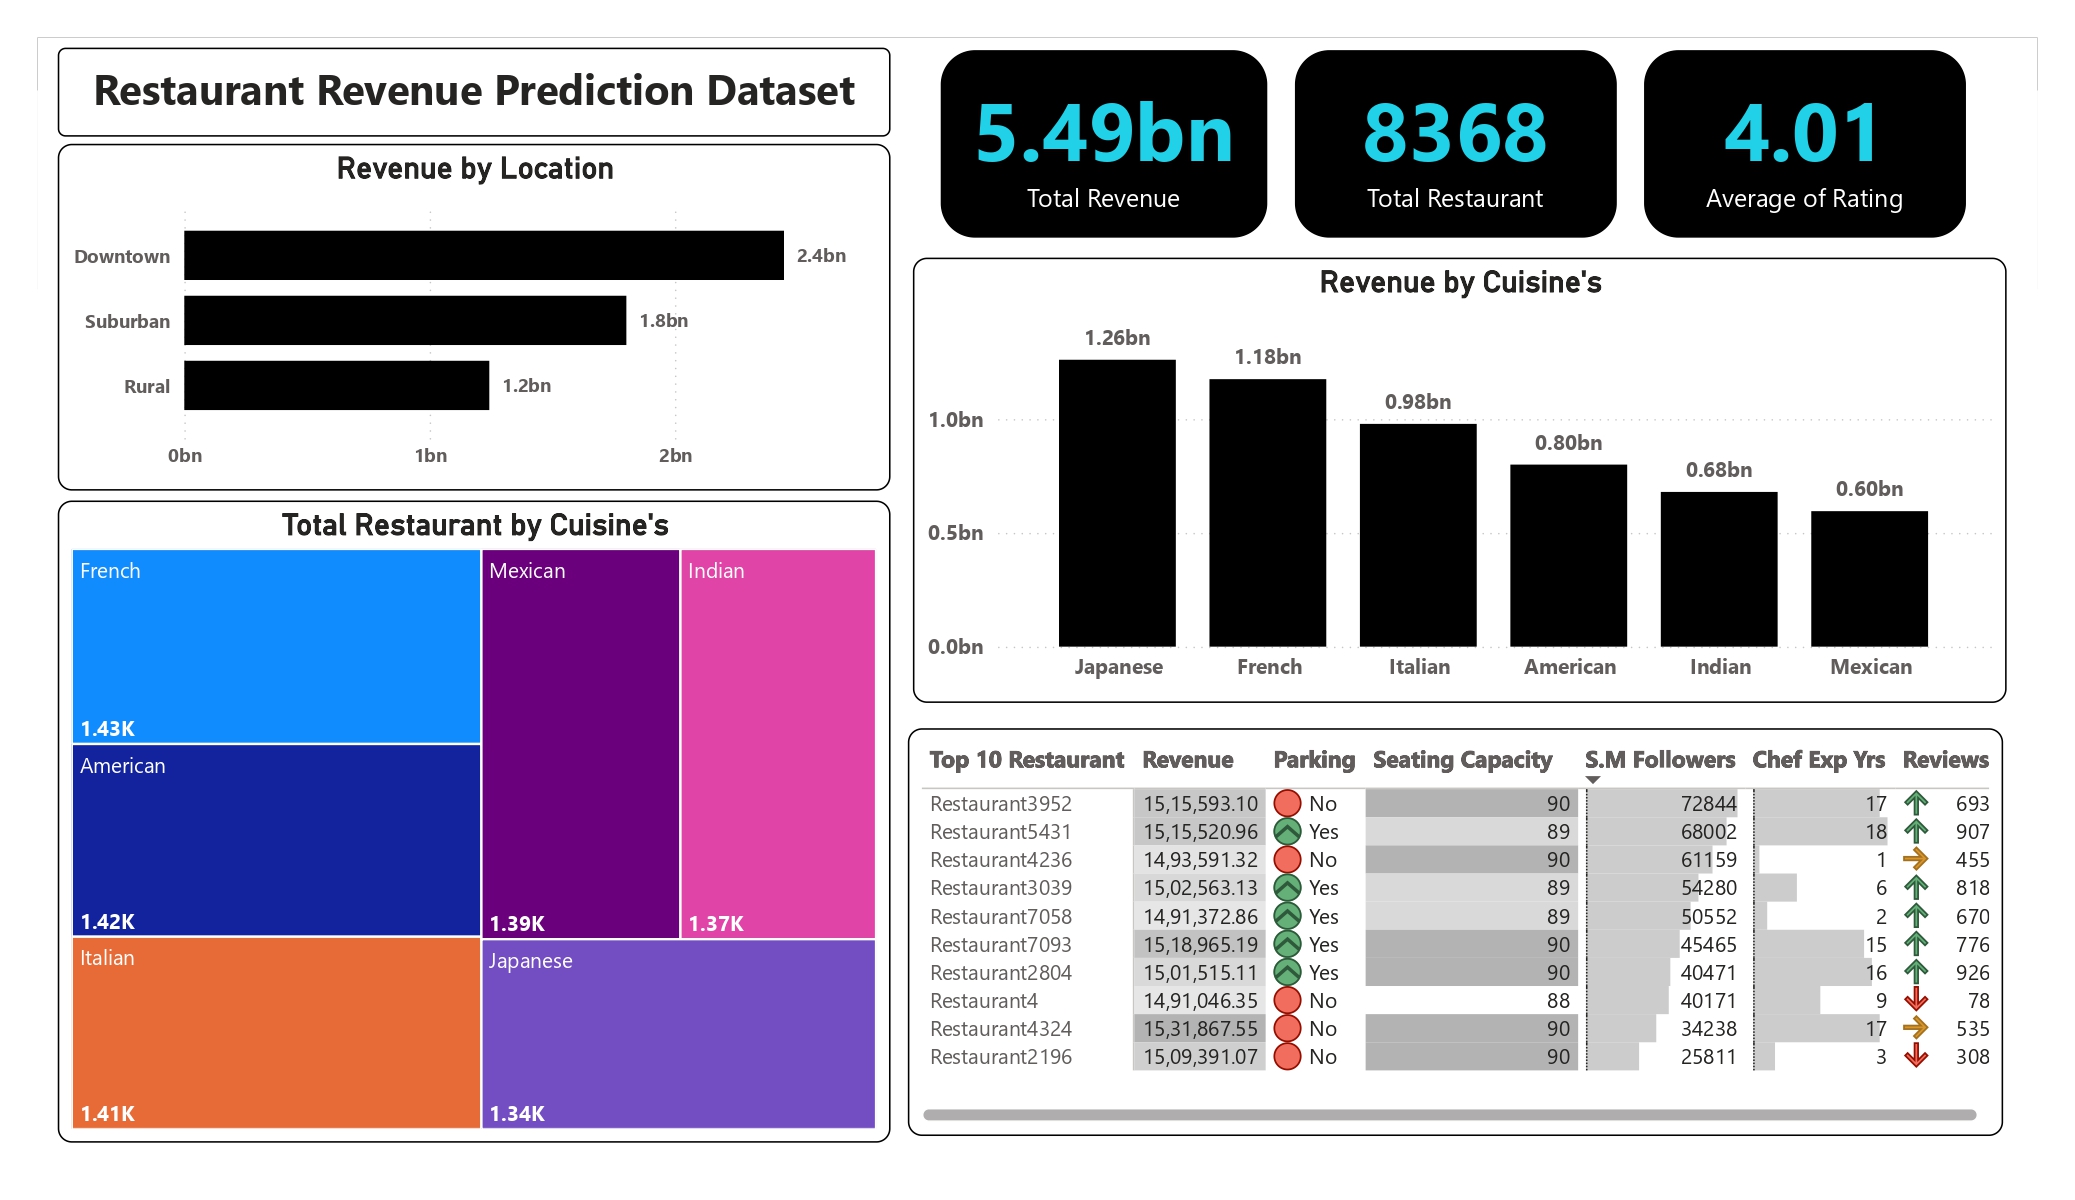 Restaurant Revenue Prediction Dataset
5.49bn
Total Revenue
8368
Total Restaurant
4.01
Average of Rating
Revenue by Location
Downtown 2.4bn
Suburban 1.8bn
Rural 1.2bn
0bn 1bn 2bn
Revenue by Cuisine's
1.26bn
1.18bn
0.98bn
0.80bn
0.68bn
0.60bn
1.0bn
0.5bn
0.0bn
Japanese French Italian American Indian Mexican
Total Restaurant by Cuisine's
French
1.43K
American
1.42K
Italian
1.41K
Mexican
1.39K
Indian
1.37K
Japanese
1.34K
Top 10 Restaurant Revenue Parking Seating Capacity S.M Followers Chef Exp Yrs Reviews
Restaurant3952 15,15,593.10 No 90 72844 17 693
Restaurant5431 15,15,520.96 Yes 89 68002 18 907
Restaurant4236 14,93,591.32 No 90 61159 1 455
Restaurant3039 15,02,563.13 Yes 89 54280 6 818
Restaurant7058 14,91,372.86 Yes 89 50552 2 670
Restaurant7093 15,18,965.19 Yes 90 45465 15 776
Restaurant2804 15,01,515.11 Yes 90 40471 16 926
Restaurant4 14,91,046.35 No 88 40171 9 78
Restaurant4324 15,31,867.55 No 90 34238 17 535
Restaurant2196 15,09,391.07 No 90 25811 3 308